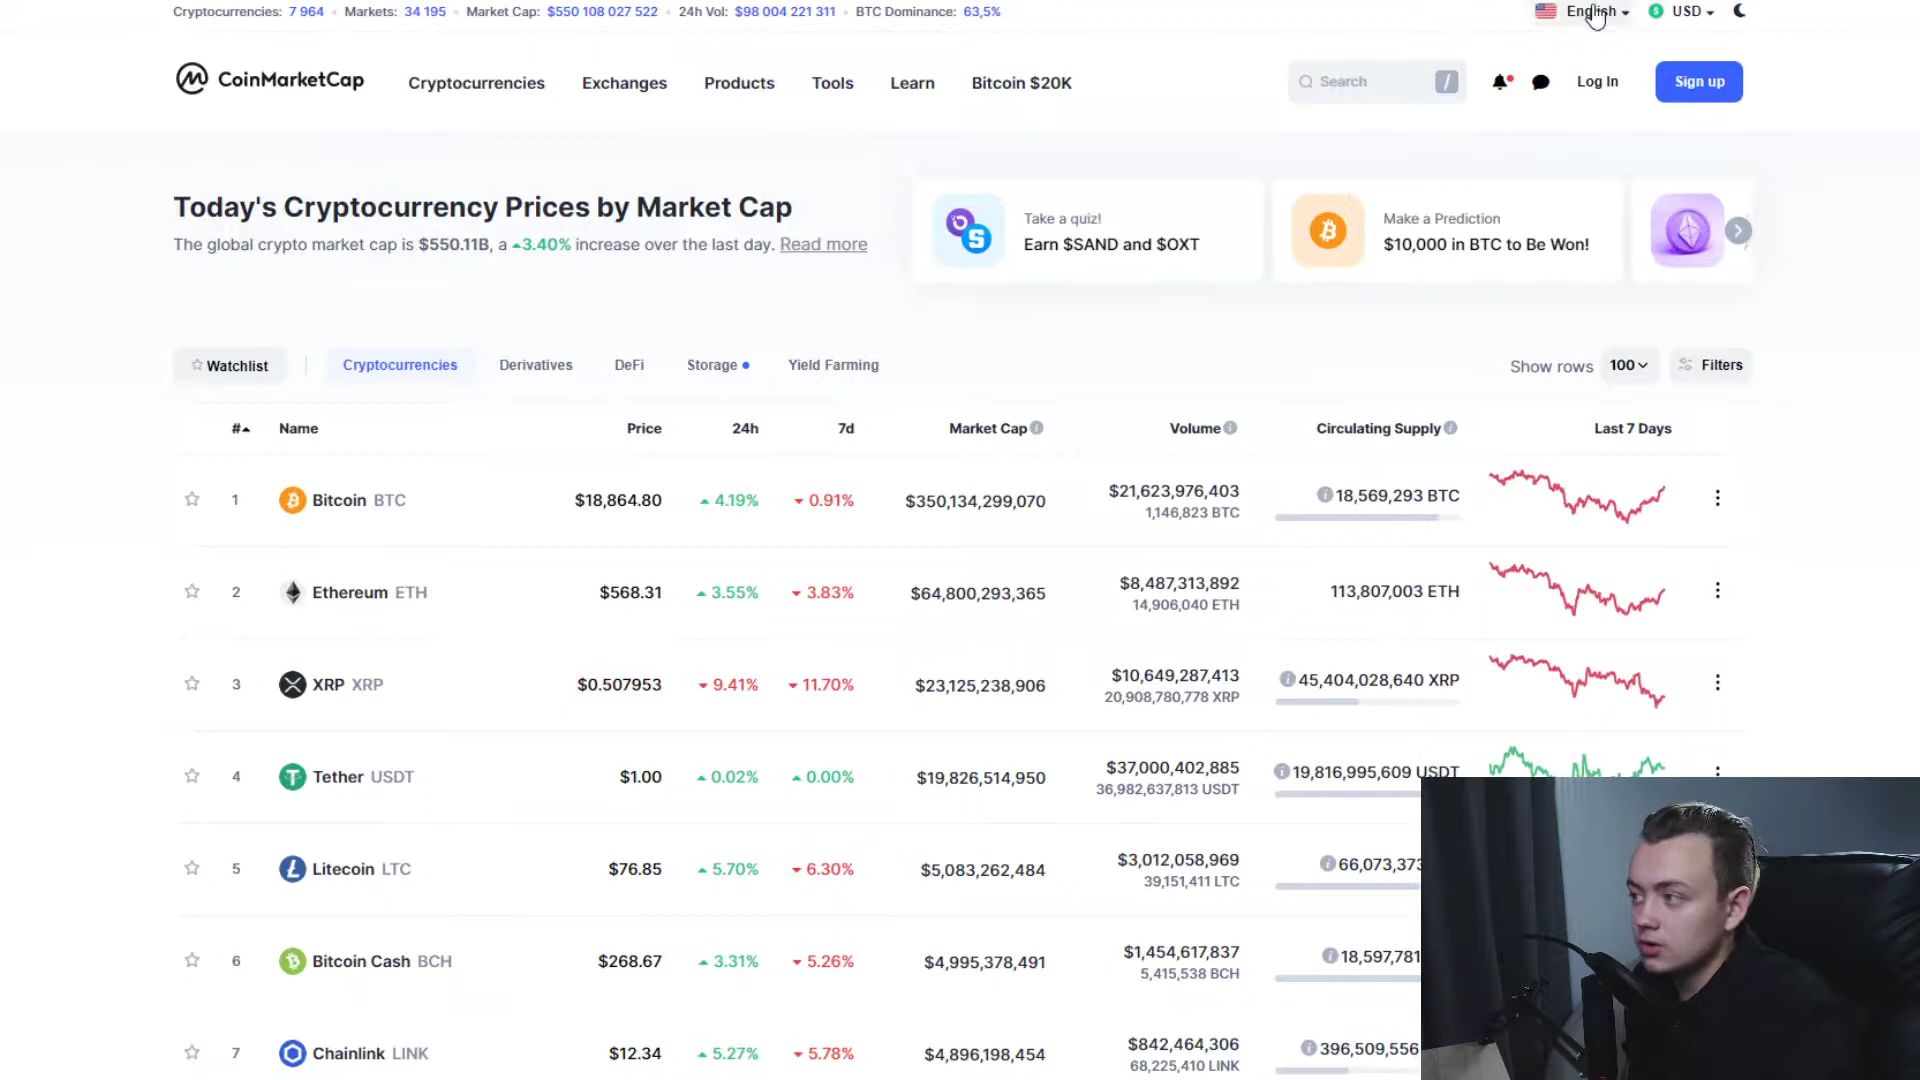 Cryptocurrencies: 7 964 • Markets: 34 195 • Market Cap: $550 108 027 522 • 24h Vol: $98 004 221 311 • BTC Dominance: 63,5%
English USD
CoinMarketCap Cryptocurrencies Exchanges Products Tools Learn Bitcoin $20K Search / Log In Sign up
Today's Cryptocurrency Prices by Market Cap
The global crypto market cap is $550.11B, a 3.40% increase over the last day. Read more
Take a quiz!
Earn $SAND and $OXT
Make a Prediction
$10,000 in BTC to Be Won!
Watchlist Cryptocurrencies Derivatives DeFi Storage Yield Farming Show rows 100 Filters
# Name Price 24h 7d Market Cap Volume Circulating Supply Last 7 Days
1 Bitcoin BTC $18,864.80 4.19% 0.91% $350,134,299,070 $21,623,976,403 18,569,293 BTC
1,146,823 BTC
2 Ethereum ETH $568.31 3.55% 3.83% $64,800,293,365 $8,487,313,892 113,807,003 ETH
14,906,040 ETH
3 XRP XRP $0.507953 9.41% 11.70% $23,125,238,906 $10,649,287,413 45,404,028,640 XRP
20,908,780,778 XRP
4 Tether USDT $1.00 0.02% 0.00% $19,826,514,950 $37,000,402,885 19,816,995,609 USDT
36,982,637,813 USDT
5 Litecoin LTC $76.85 5.70% 6.30% $5,083,262,484 $3,012,058,969 66,073,373
39,151,411 LTC
6 Bitcoin Cash BCH $268.67 3.31% 5.26% $4,995,378,491 $1,454,617,837 18,597,781
5,415,538 BCH
7 Chainlink LINK $12.34 5.27% 5.78% $4,896,198,454 $842,464,306 396,509,556
68,225,410 LINK